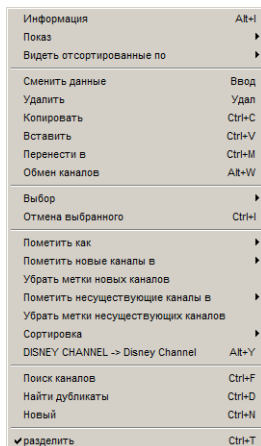 Информация Alt+I
Показ
Видеть отсортированные по
Сменить данные Ввод
Удалить Удал
Копировать Ctrl+C
Вставить Ctrl+V
Перенести в Ctrl+M
Обмен каналов Alt+W
Выбор
Отмена выбранного Ctrl+I
Пометить как
Пометить новые каналы в
Убрать метки новых каналов
Пометить несуществующие каналы в
Убрать метки несуществующих каналов
Сортировка
DISNEY CHANNEL -> Disney Channel Alt+Y
Поиск каналов Ctrl+F
Найти дубликаты Ctrl+D
Новый Ctrl+N
разделить Ctrl+T